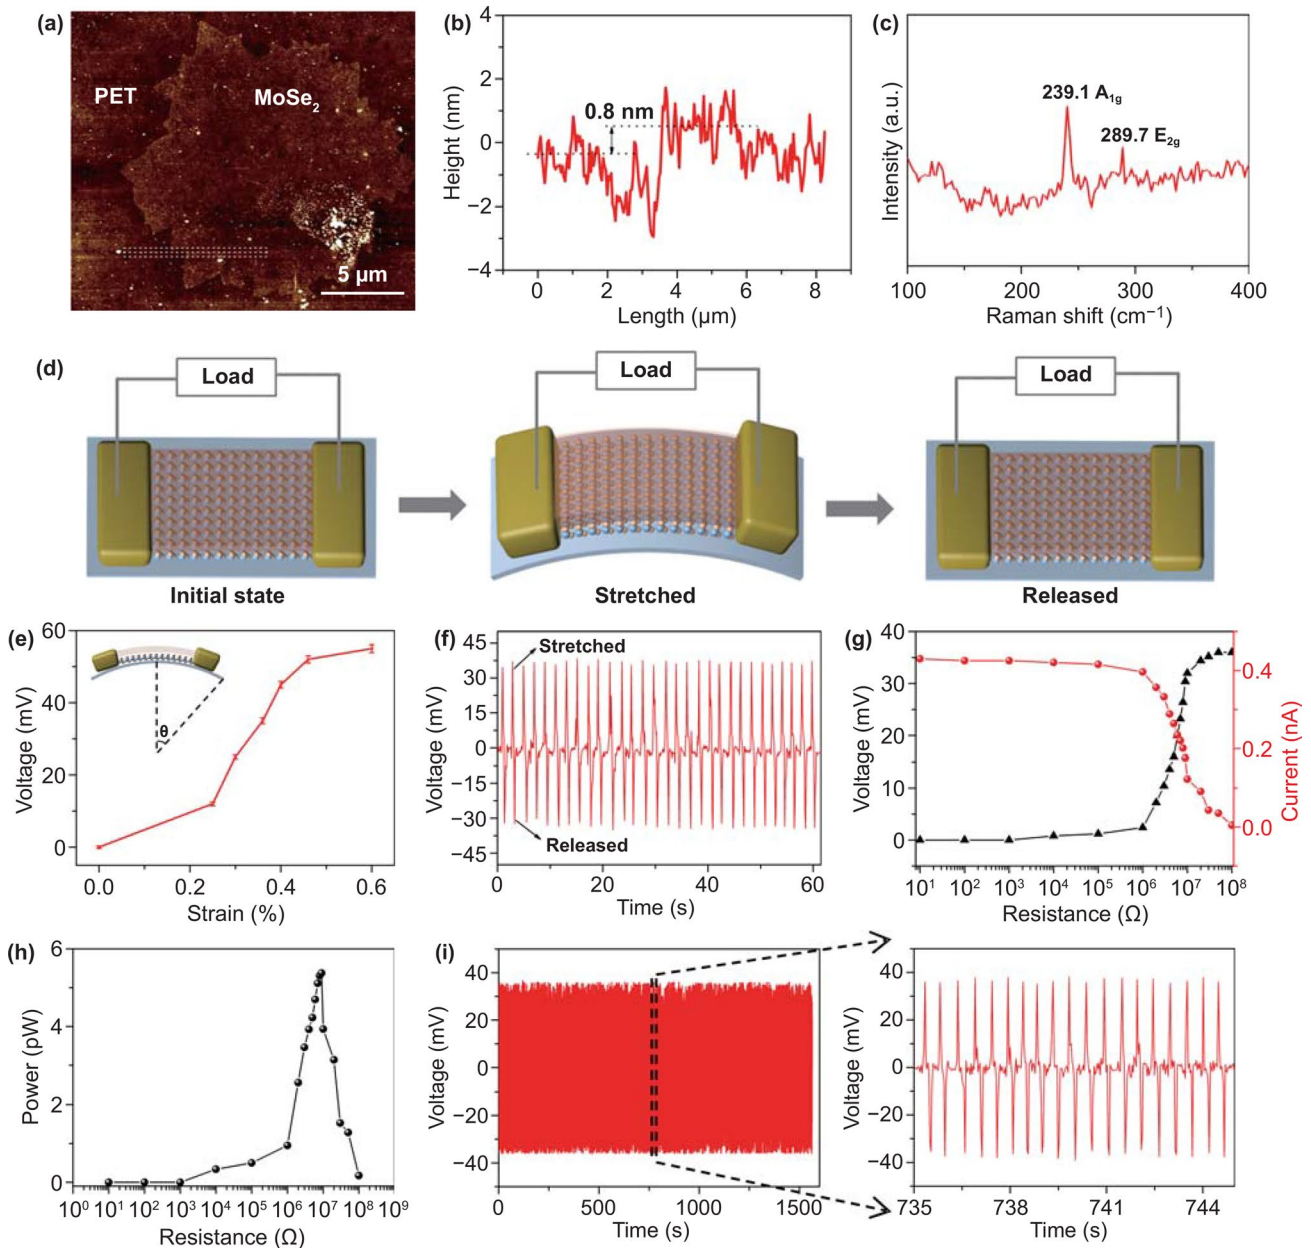 (a)
PET
MoSe₂
5 µm
(b)
Height (nm)
4
2
0
−2
−4
0.8 nm
0 2 4 6 8
Length (µm)
(c)
Intensity (a.u.)
239.1 A₁g
289.7 E₂g
100 200 300 400
Raman shift (cm⁻¹)
(d)
Load
Load
Load
Initial state
Stretched
Released
(e)
Voltage (mV)
60
40
20
0
θ
0.0 0.2 0.4 0.6
Strain (%)
(f)
Voltage (mV)
45
30
15
0
−15
−30
−45
Stretched
Released
0 20 40 60
Time (s)
(g)
Voltage (mV)
40
30
20
10
0
0.4
0.2
0.0
Current (nA)
10¹ 10² 10³ 10⁴ 10⁵ 10⁶ 10⁷ 10⁸
Resistance (Ω)
(h)
Power (pW)
6
4
2
0
10⁰ 10¹ 10² 10³ 10⁴ 10⁵ 10⁶ 10⁷ 10⁸ 10⁹
Resistance (Ω)
(i)
Voltage (mV)
40
20
0
−20
−40
0 500 1000 1500
Time (s)
Voltage (mV)
40
20
0
−20
−40
735 738 741 744
Time (s)